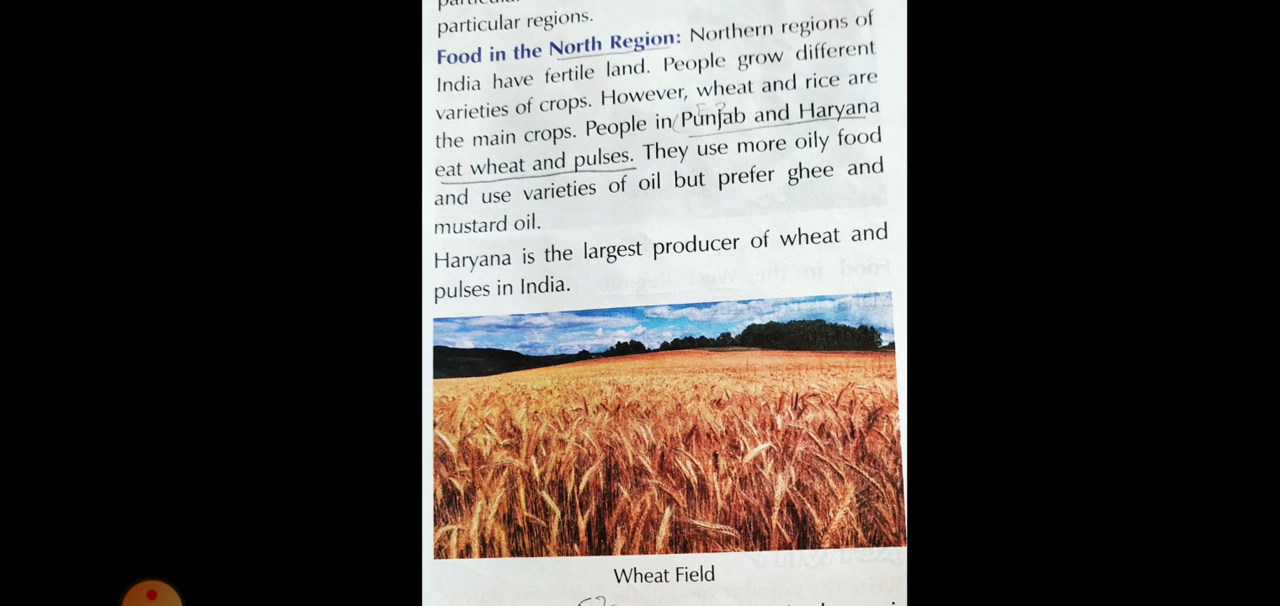 particular regions.
Food in the North Region: Northern regions of
India have fertile land. People grow different
varieties of crops. However, wheat and rice are
the main crops. People in Punjab and Haryana
eat wheat and pulses. They use more oily food
and use varieties of oil but prefer ghee and
mustard oil.
Haryana is the largest producer of wheat and
pulses in India.
Wheat Field